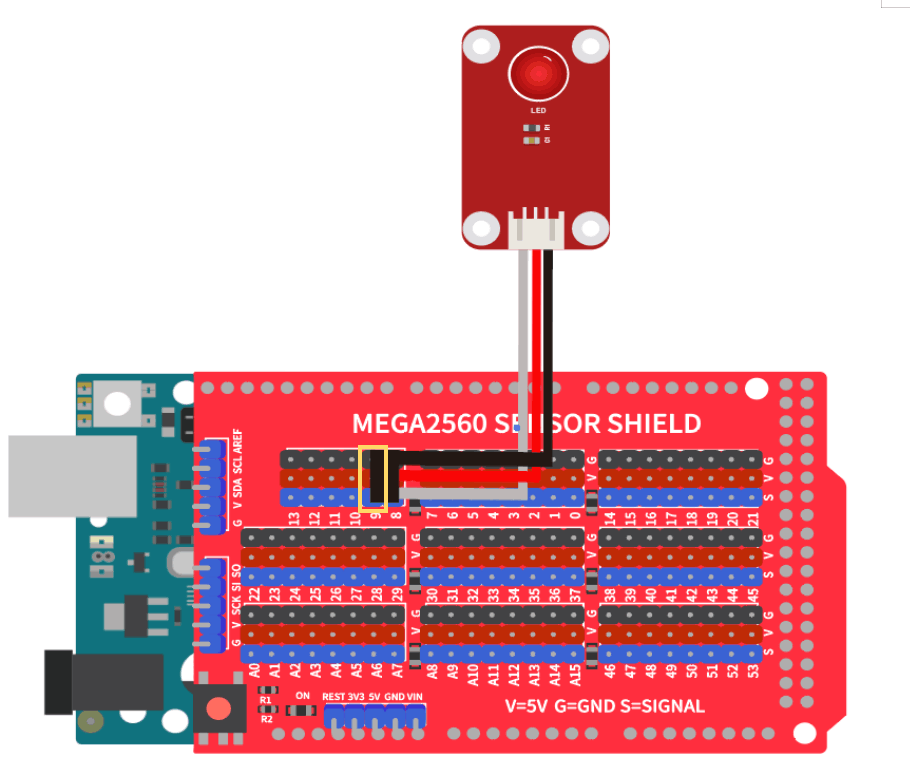 LED
R1
C1
MEGA2560 SENSOR SHIELD
G V SDA SCL AREF
G
V
S
13 12 11 10 9 8 7 6 5 4 3 2 1 0 14 15 16 17 18 19 20 21
G V SCK SI SO
G
V
S
22 23 24 25 26 27 28 29 30 31 32 33 34 35 36 37 38 39 40 41 42 43 44 45
G
V
S
A0 A1 A2 A3 A4 A5 A6 A7 A8 A9 A10 A11 A12 A13 A14 A15 46 47 48 49 50 51 52 53
R1
R2
ON
REST 3V3 5V GND VIN
V=5V G=GND S=SIGNAL